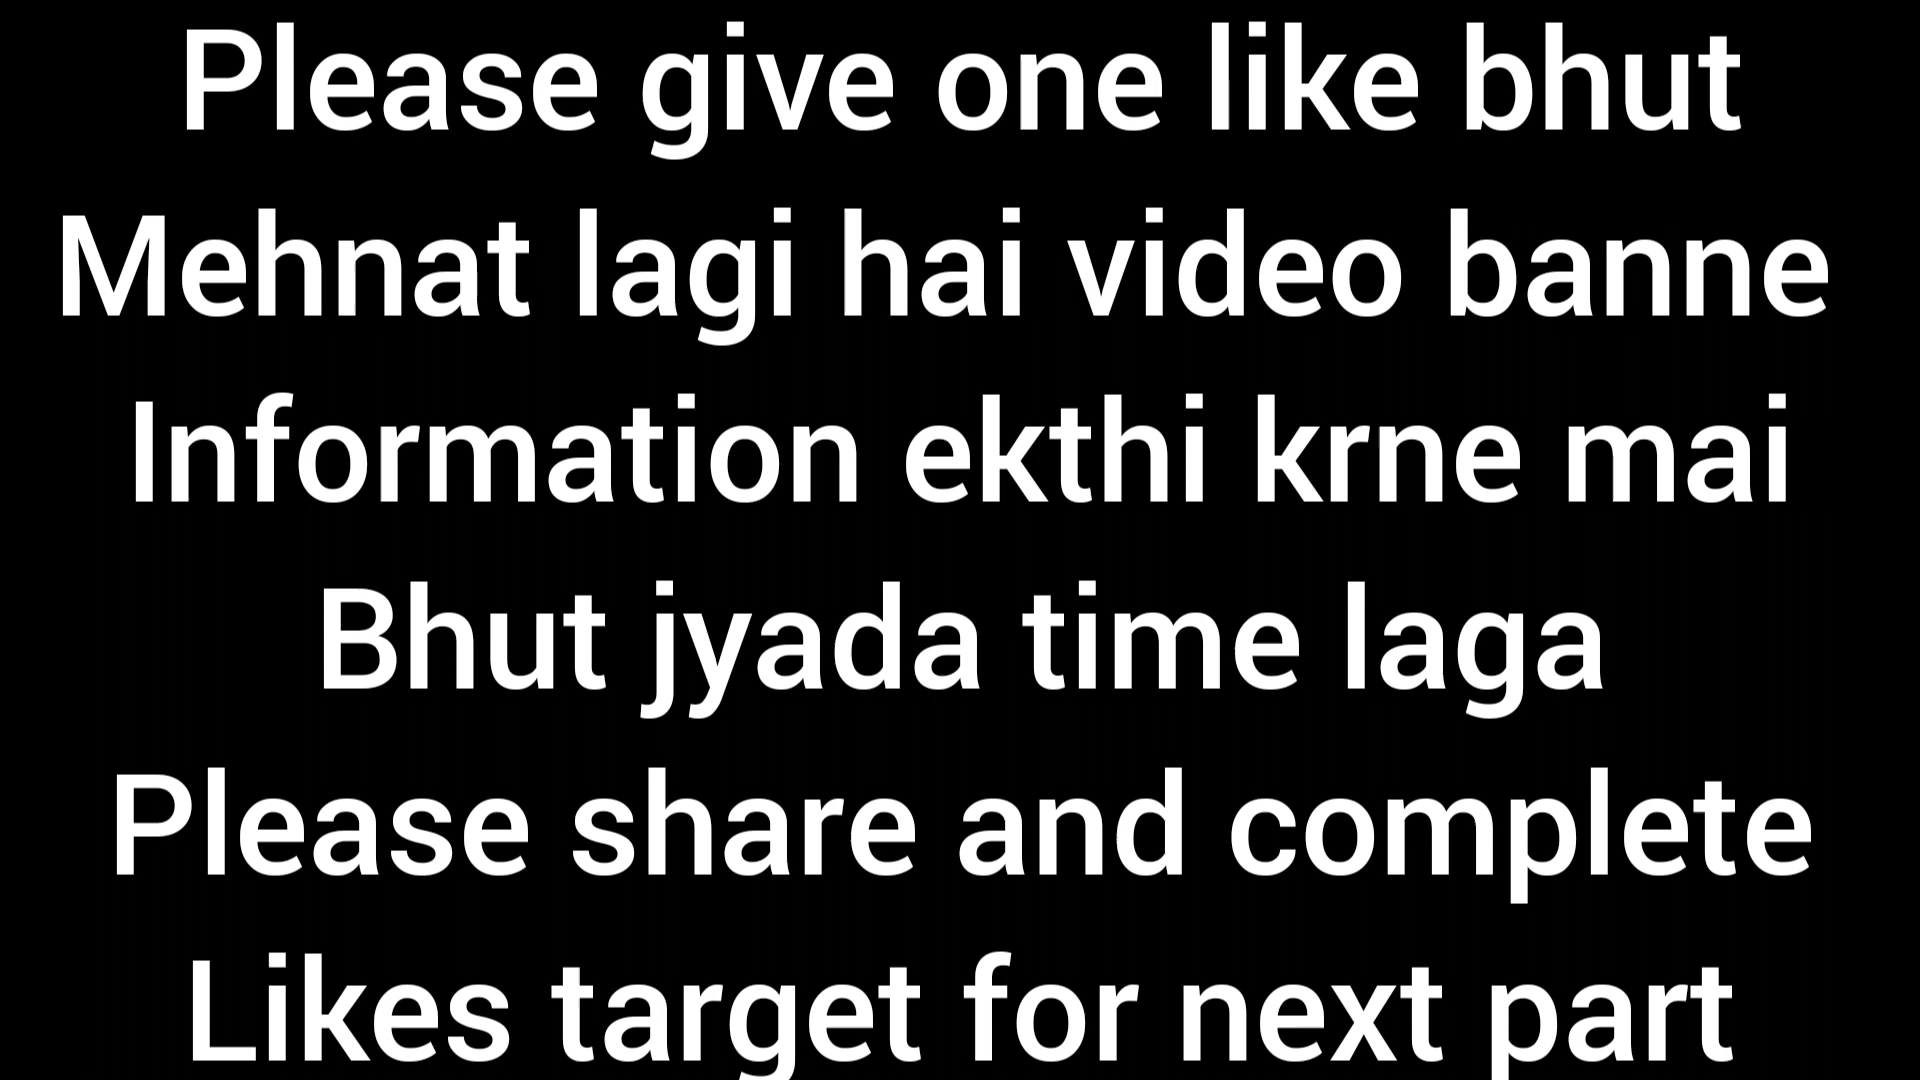 Please give one like bhut
Mehnat lagi hai video banne
Information ekthi krne mai
Bhut jyada time laga
Please share and complete
Likes target for next part